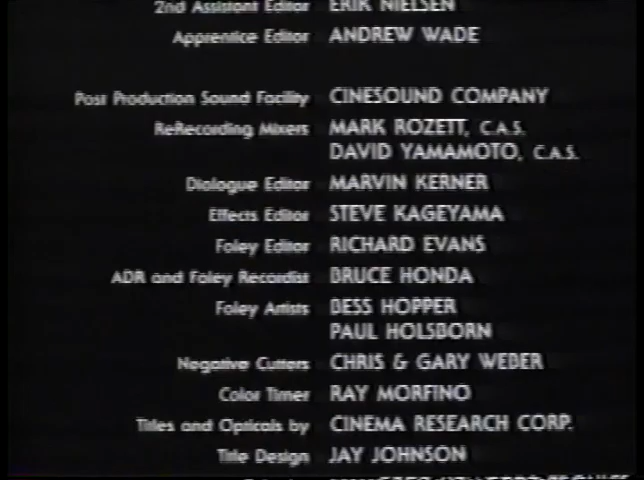 2nd Assistant Editor ERIK NIELSEN
Apprentice Editor ANDREW WADE
Post Production Sound Facility CINESOUND COMPANY
ReRecording Mixers MARK ROZETT, C.A.S.
DAVID YAMAMOTO, C.A.S.
Dialogue Editor MARVIN KERNER
Effects Editor STEVE KAGEYAMA
Foley Editor RICHARD EVANS
ADR and Foley Recordist BRUCE HONDA
Foley Artists BESS HOPPER
PAUL HOLSBORN
Negative Cutters CHRIS & GARY WEBER
Color Timer RAY MORFINO
Titles and Opticals by CINEMA RESEARCH CORP.
Title Design JAY JOHNSON